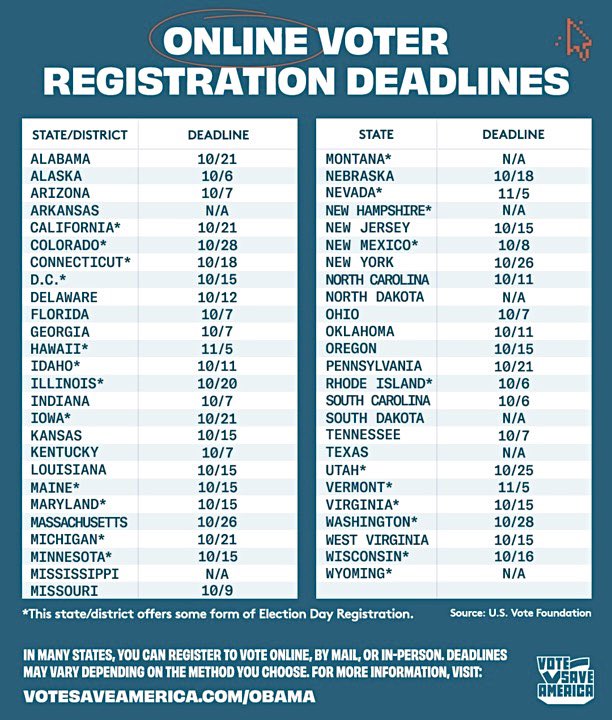 ONLINE VOTER
REGISTRATION DEADLINES
STATE/DISTRICT DEADLINE
ALABAMA 10/21
ALASKA 10/6
ARIZONA 10/7
ARKANSAS N/A
CALIFORNIA* 10/21
COLORADO* 10/28
CONNECTICUT* 10/18
D.C.* 10/15
DELAWARE 10/12
FLORIDA 10/7
GEORGIA 10/7
HAWAII* 11/5
IDAHO* 10/11
ILLINOIS* 10/20
INDIANA 10/7
IOWA* 10/21
KANSAS 10/15
KENTUCKY 10/7
LOUISIANA 10/15
MAINE* 10/15
MARYLAND* 10/15
MASSACHUSETTS 10/26
MICHIGAN* 10/21
MINNESOTA* 10/15
MISSISSIPPI N/A
MISSOURI 10/9
STATE DEADLINE
MONTANA* N/A
NEBRASKA 10/18
NEVADA* 11/5
NEW HAMPSHIRE* N/A
NEW JERSEY 10/15
NEW MEXICO* 10/8
NEW YORK 10/26
NORTH CAROLINA 10/11
NORTH DAKOTA N/A
OHIO 10/7
OKLAHOMA 10/11
OREGON 10/15
PENNSYLVANIA 10/21
RHODE ISLAND* 10/6
SOUTH CAROLINA 10/6
SOUTH DAKOTA N/A
TENNESSEE 10/7
TEXAS N/A
UTAH* 10/25
VERMONT* 11/5
VIRGINIA* 10/15
WASHINGTON* 10/28
WEST VIRGINIA 10/15
WISCONSIN* 10/16
WYOMING* N/A
*This state/district offers some form of Election Day Registration.
Source: U.S. Vote Foundation
IN MANY STATES, YOU CAN REGISTER TO VOTE ONLINE, BY MAIL, OR IN-PERSON. DEADLINES
MAY VARY DEPENDING ON THE METHOD YOU CHOOSE. FOR MORE INFORMATION, VISIT:
VOTESAVEAMERICA.COM/OBAMA
VOTE
SAVE
AMERICA